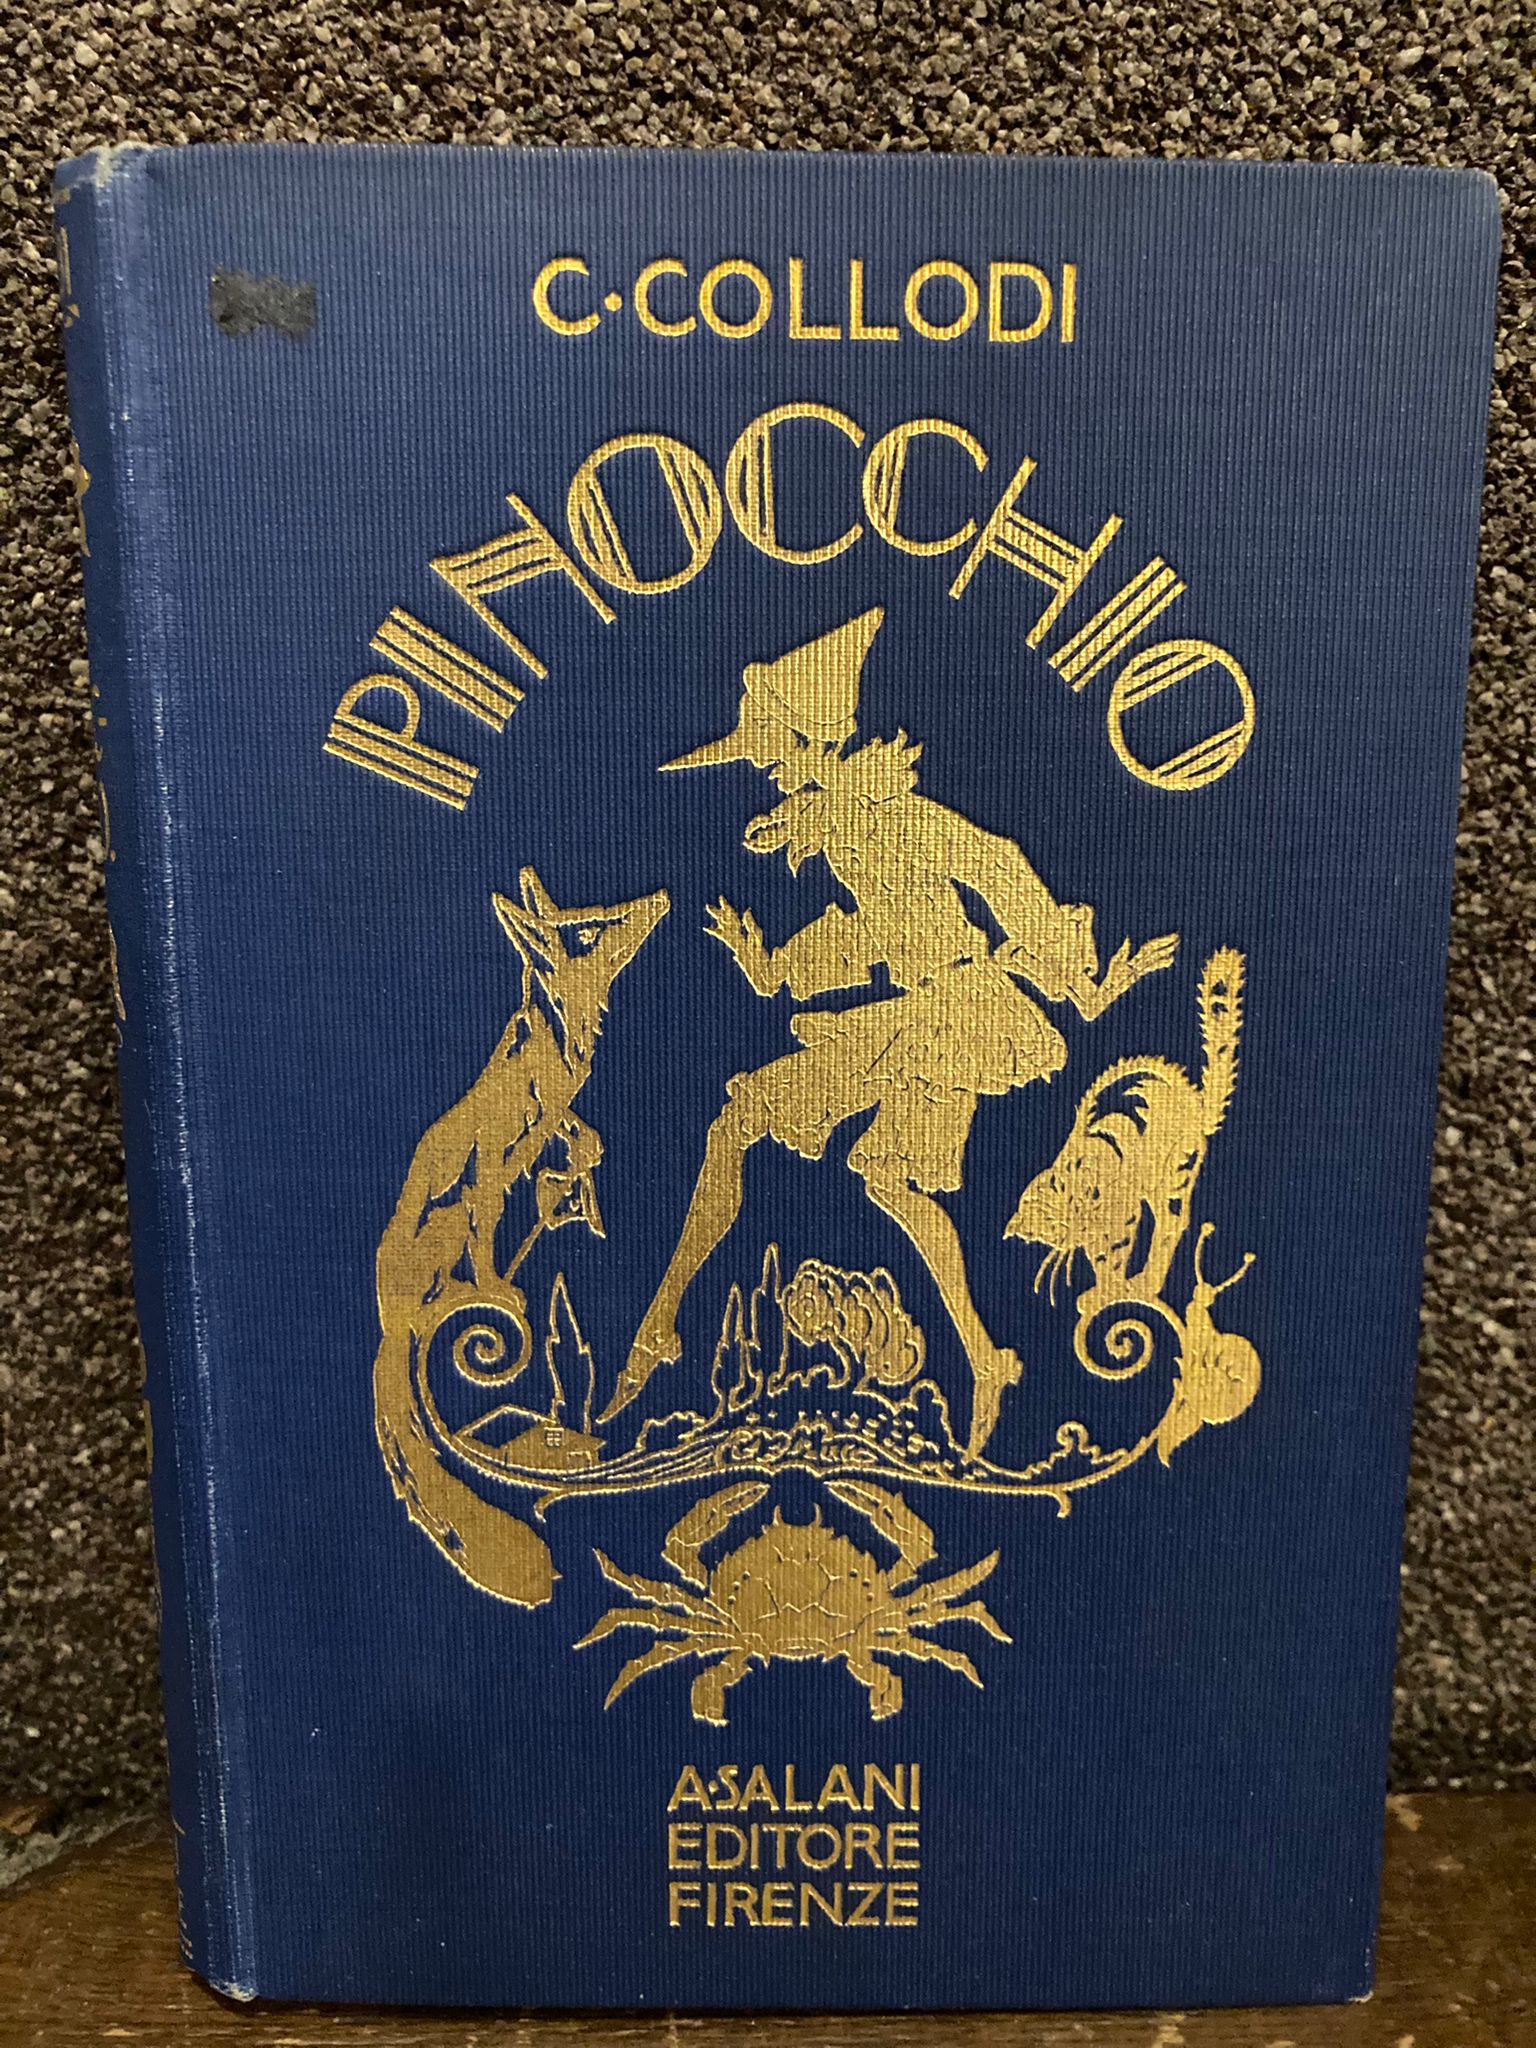 C·COLLODI
PINOCCHIO
A·SALANI
EDITORE
FIRENZE